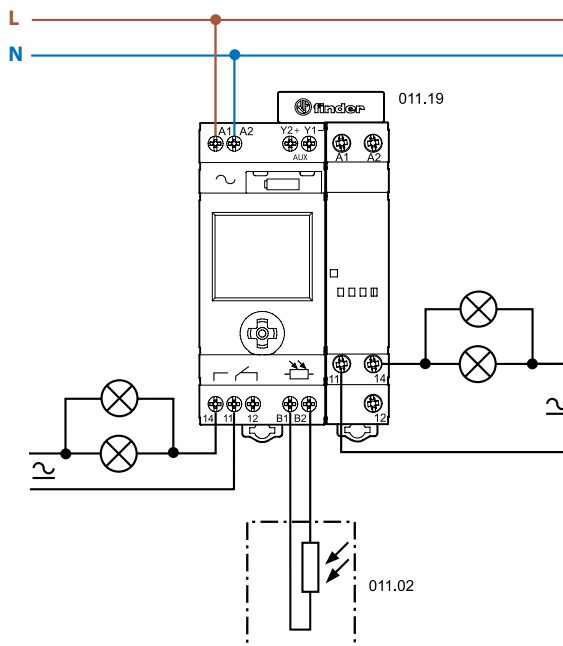 L
N
finder
011.19
A1 A2 Y2+ Y1-
AUX
A1 A2
11 14
12
14 11 12 B1 B2
011.02